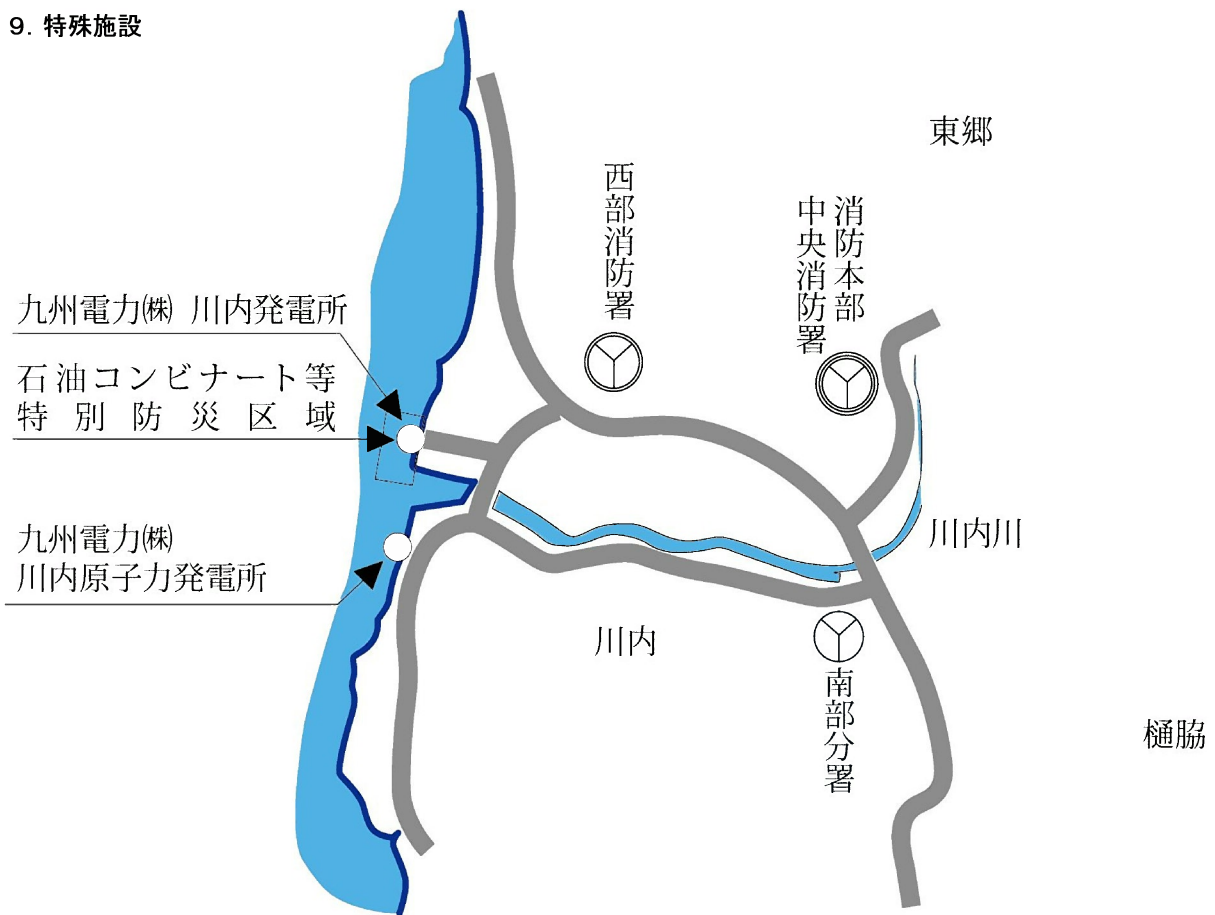 9. 特殊施設
東郷
西部消防署
消防本部
中央消防署
九州電力㈱ 川内発電所
石油コンビナート等
特別防災区域
九州電力㈱
川内原子力発電所
川内川
川内
南部分署
樋脇